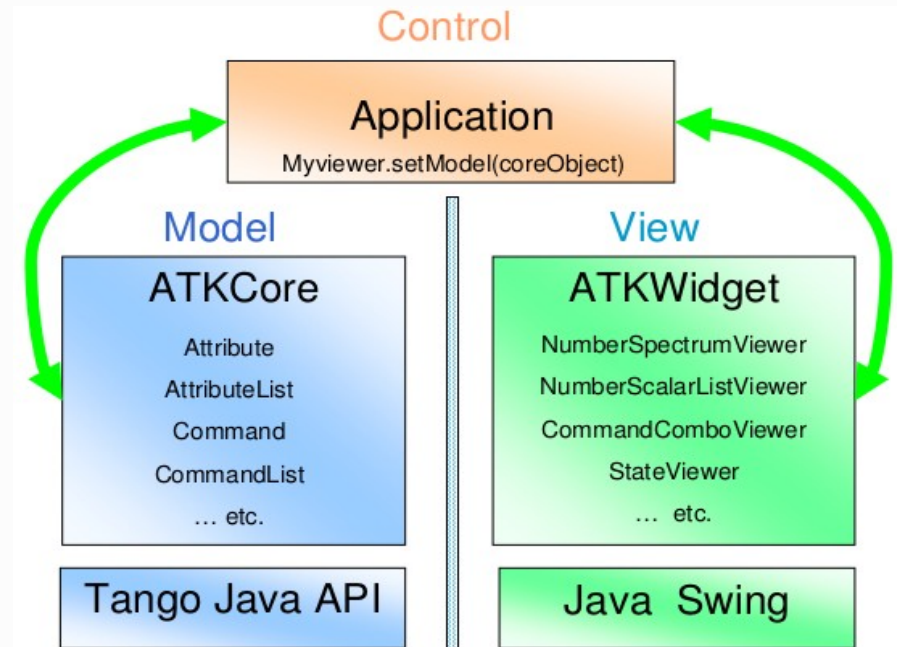 Control
Application
Myviewer.setModel(coreObject)
Model
ATKCore
Attribute
AttributeList
Command
CommandList
... etc.
Tango Java API
View
ATKWidget
NumberSpectrumViewer
NumberScalarListViewer
CommandComboViewer
StateViewer
... etc.
Java Swing